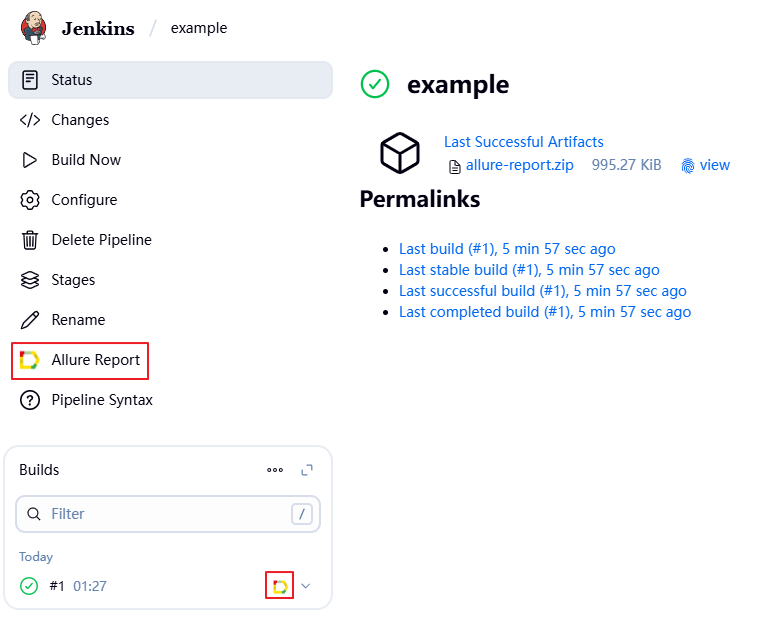 Jenkins / example
Status
Changes
Build Now
Configure
Delete Pipeline
Stages
Rename
Allure Report
? Pipeline Syntax
Builds
Filter /
Today
#1 01:27
example
Last Successful Artifacts
allure-report.zip 995.27 KiB view
Permalinks
Last build (#1), 5 min 57 sec ago
Last stable build (#1), 5 min 57 sec ago
Last successful build (#1), 5 min 57 sec ago
Last completed build (#1), 5 min 57 sec ago